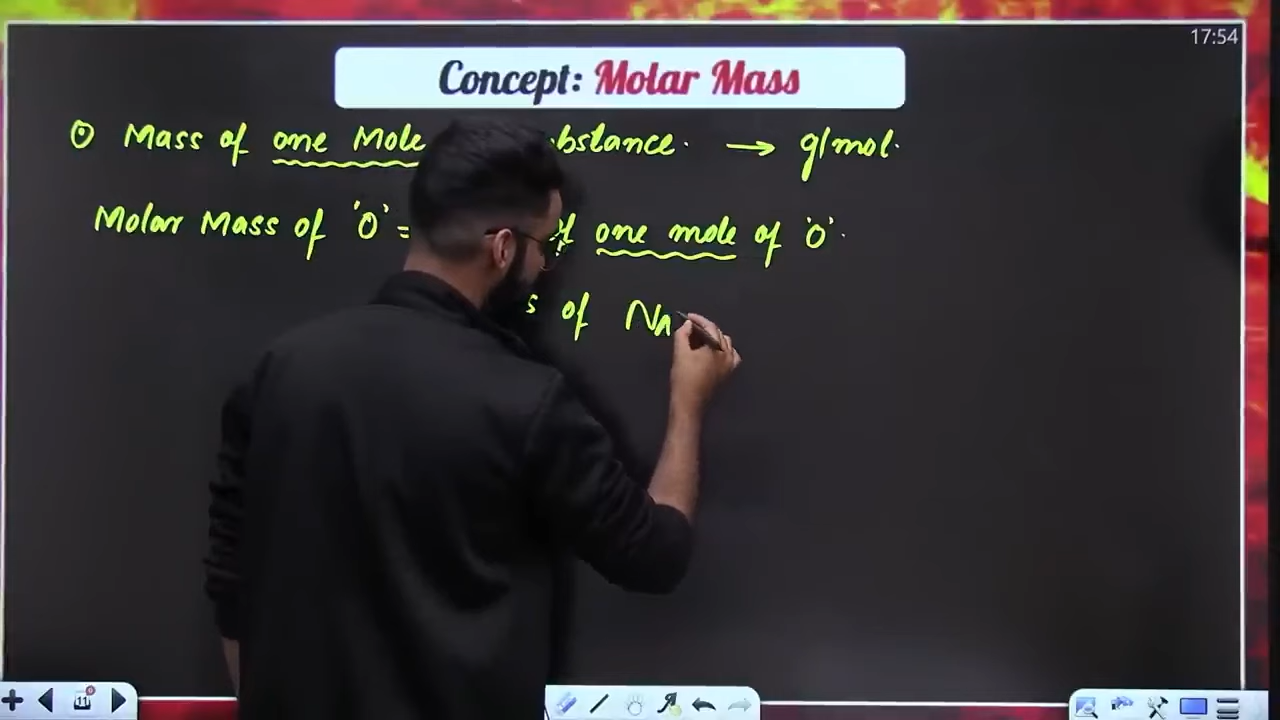 17:54
Concept: Molar Mass
Mass of one Mole bstance. → g/mol.
Molar Mass of 'O' = one mole of 'O'.
s of NA
11